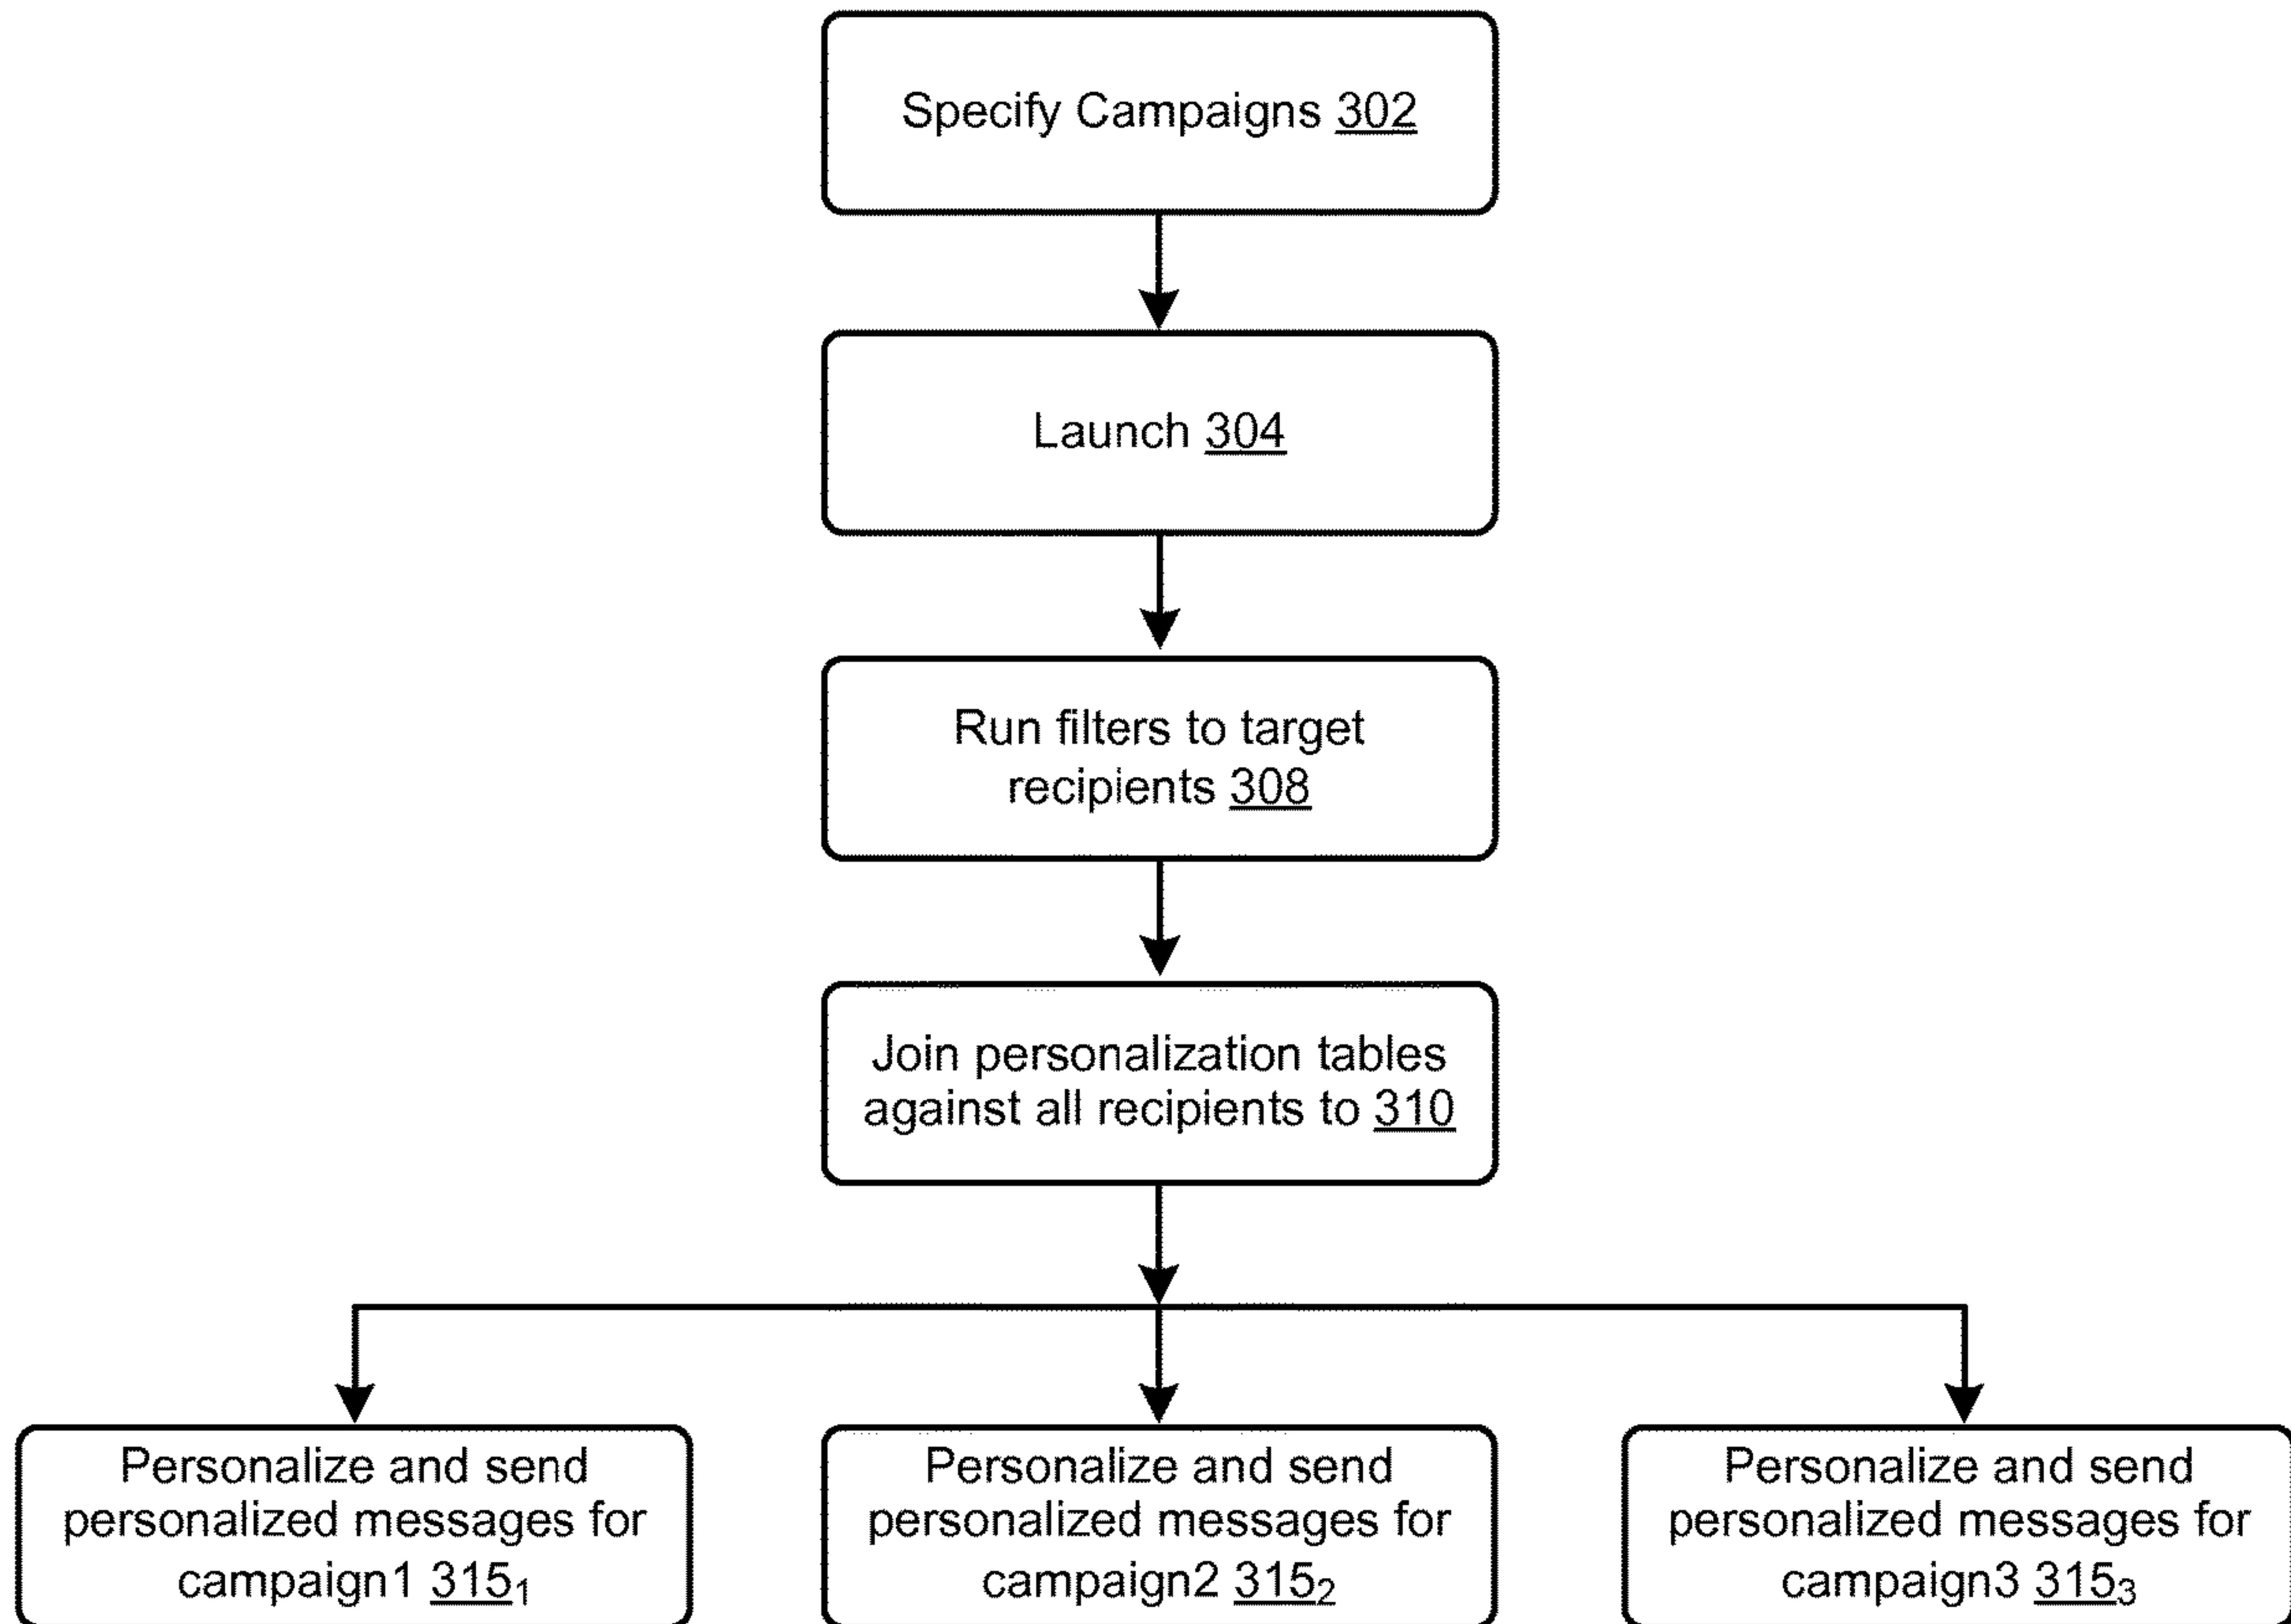 Specify Campaigns 302
Launch 304
Run filters to target
recipients 308
Join personalization tables
against all recipients to 310
Personalize and send
personalized messages for
campaign1 315₁
Personalize and send
personalized messages for
campaign2 315₂
Personalize and send
personalized messages for
campaign3 315₃